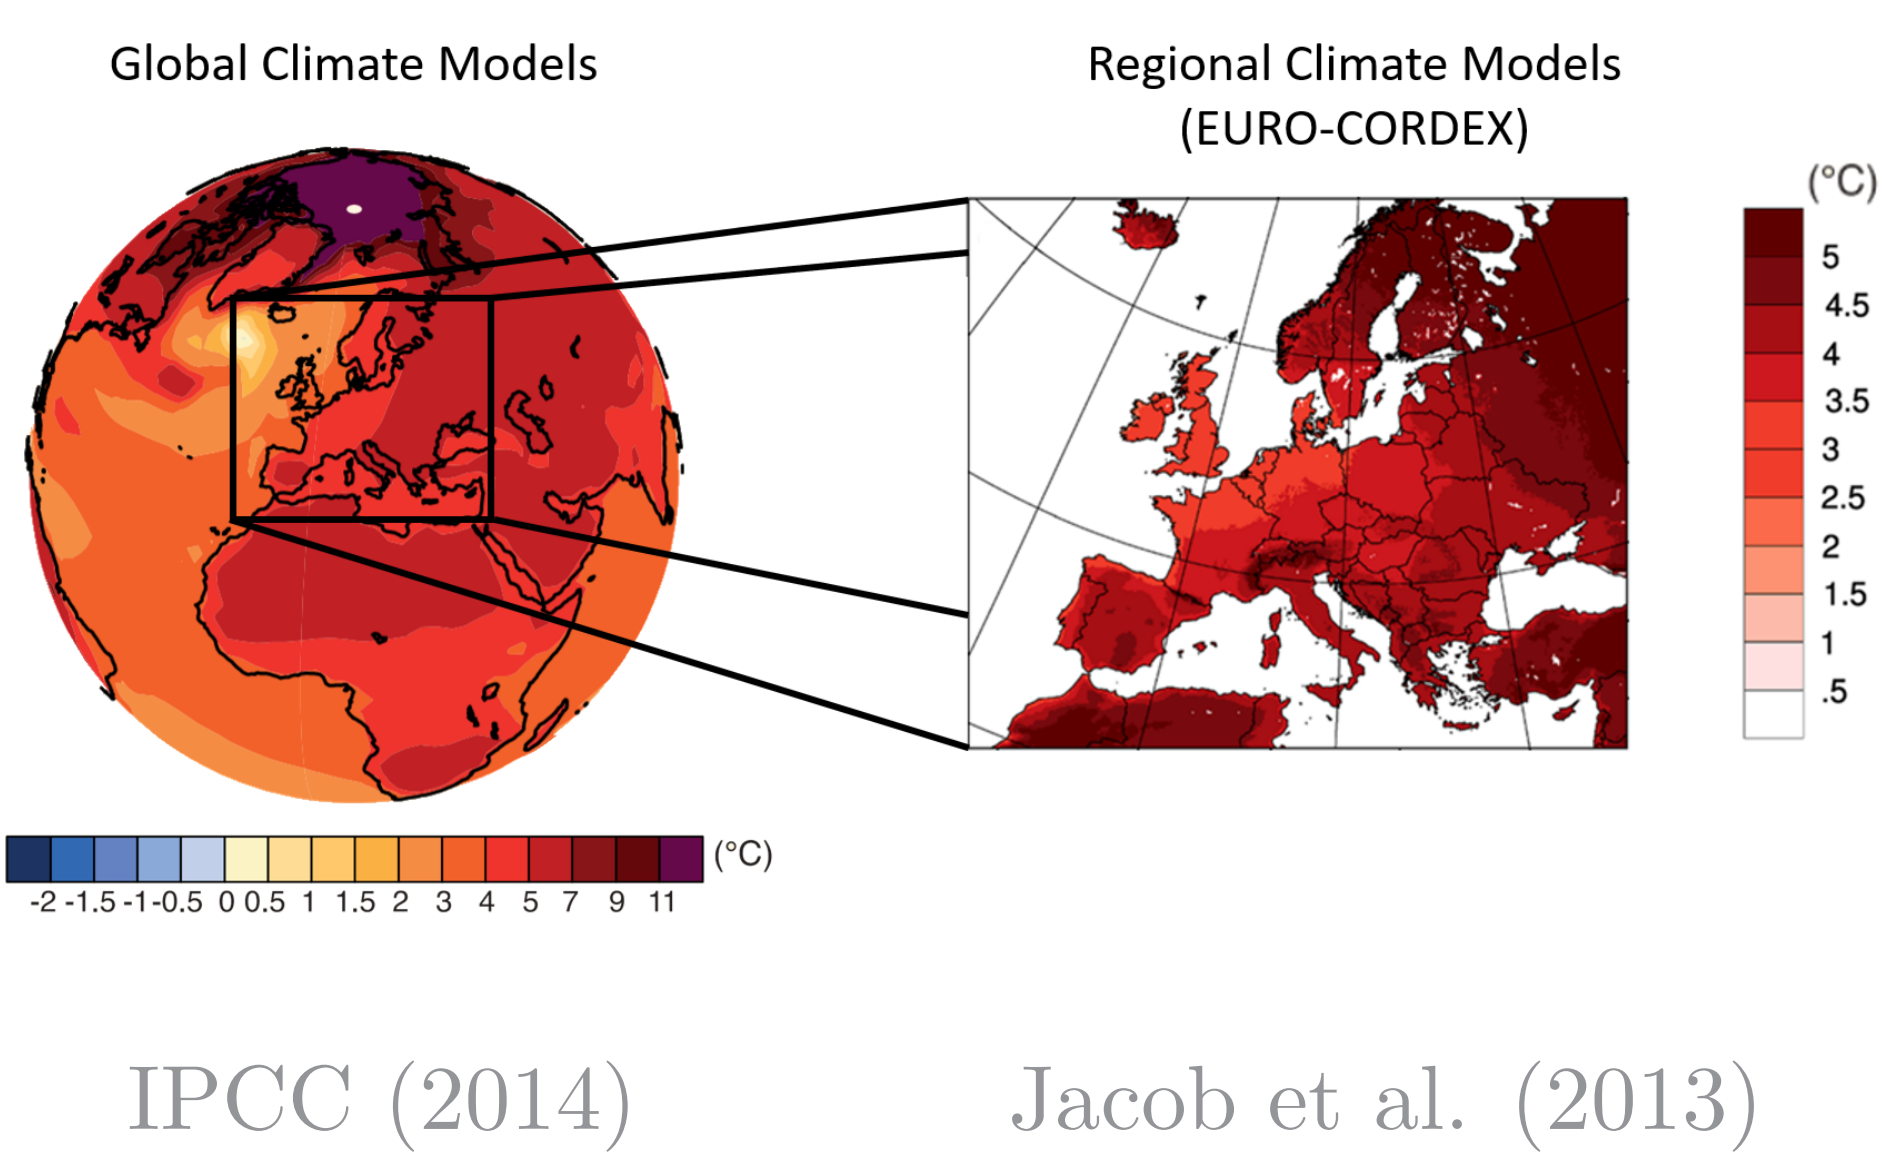 Global Climate Models
Regional Climate Models
(EURO-CORDEX)
(°C)
5
4.5
4
3.5
3
2.5
2
1.5
1
.5
(°C)
-2 -1.5 -1 -0.5 0 0.5 1 1.5 2 3 4 5 7 9 11
IPCC (2014)
Jacob et al. (2013)